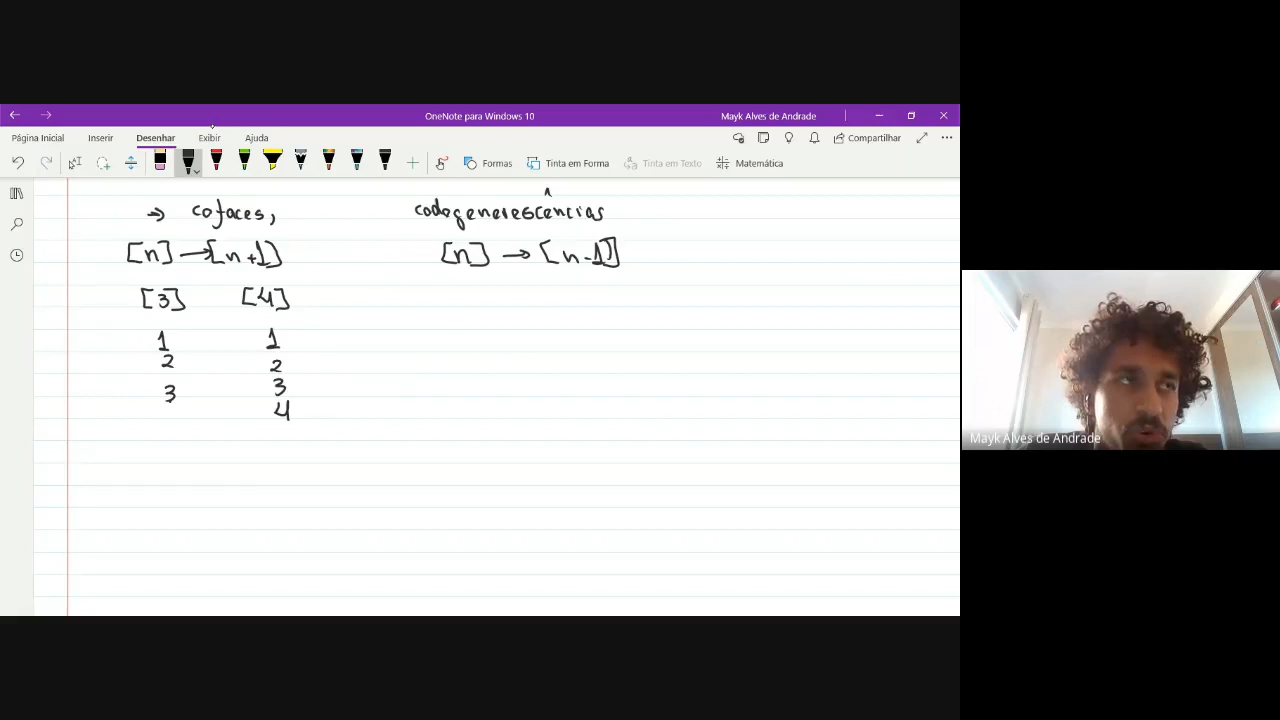 OneNote para Windows 10
Mayk Alves de Andrade
Página Inicial Inserir Desenhar Exibir Ajuda
Compartilhar
Formas Tinta em Forma Tinta em Texto Matemática
→ cofaces, codegenerescências
[n] → [n+1] [n] → [n-1]
[3] [4]
1 1
2 2
3 3
4
Mayk Alves de Andrade